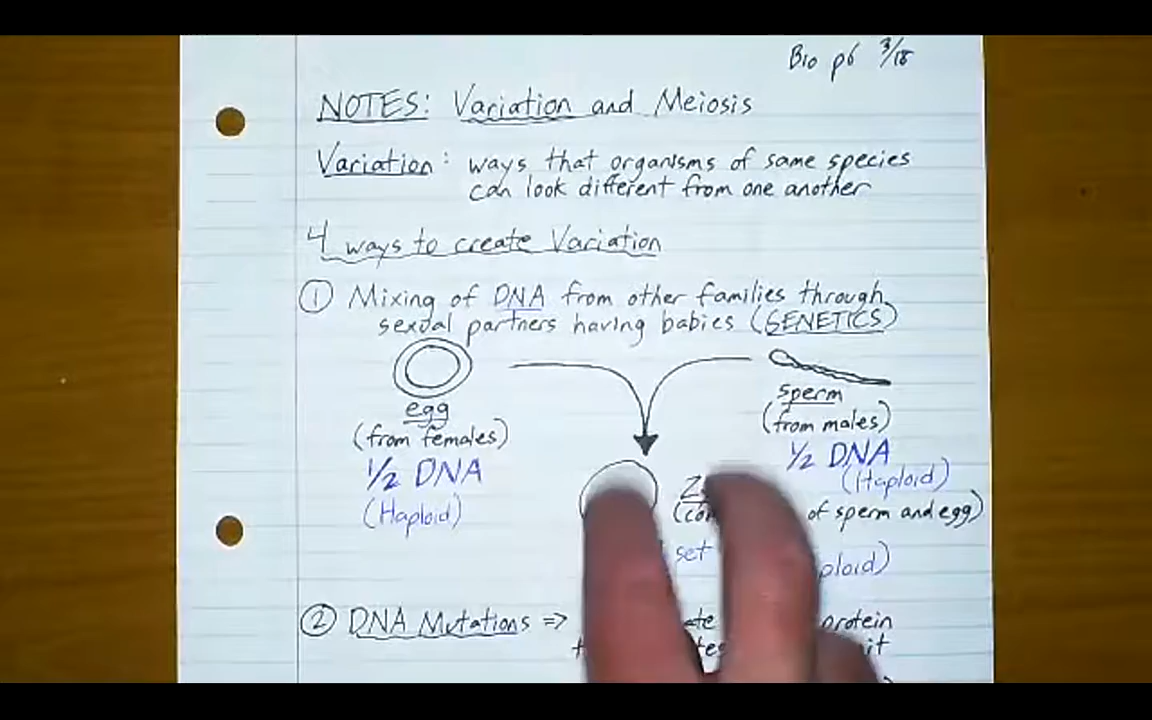 Bio p6 3/18
NOTES: Variation and Meiosis
Variation: ways that organisms of same species
can look different from one another
4 ways to create Variation
① Mixing of DNA from other families through
sexual partners having babies (GENETICS)
egg
(from females)
1/2 DNA
(Haploid)
sperm
(from males)
1/2 DNA
(Haploid)
of sperm and egg)
set
② DNA Mutations ⇒ protein